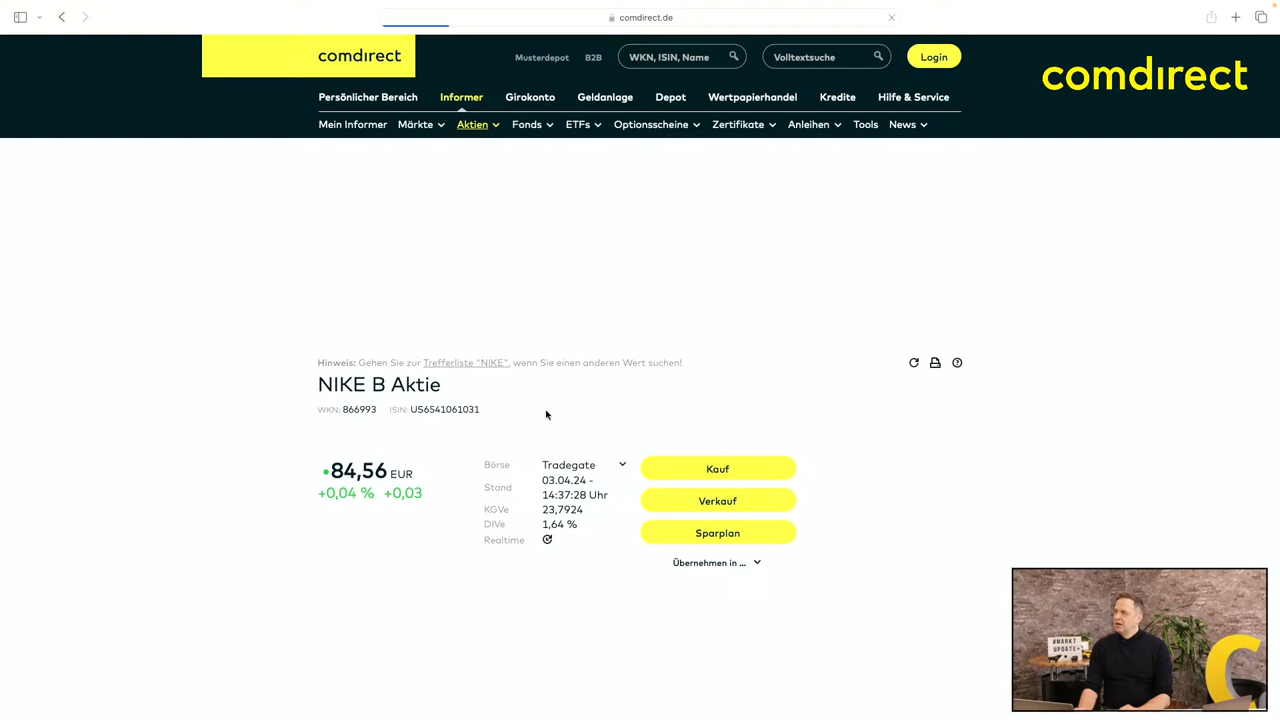 comdirect.de
comdirect
Musterdepot B2B WKN, ISIN, Name Volltextsuche Login
comdirect
Persönlicher Bereich Informer Girokonto Geldanlage Depot Wertpapierhandel Kredite Hilfe & Service
Mein Informer Märkte Aktien Fonds ETFs Optionsscheine Zertifikate Anleihen Tools News
Hinweis: Gehen Sie zur Trefferliste "NIKE", wenn Sie einen anderen Wert suchen!
NIKE B Aktie
WKN: 866993 ISIN: US6541061031
84,56 EUR
+0,04 % +0,03
Börse Tradegate
Stand 03.04.24 -
14:37:28 Uhr
KGVe 23,7924
DIVe 1,64 %
Realtime
Kauf
Verkauf
Sparplan
Übernehmen in ...
#MARKT
UPDATE+